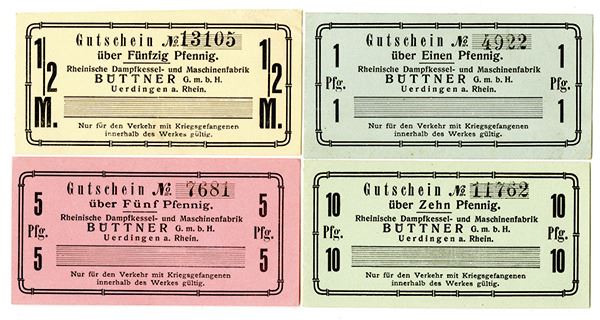 1/2 M.
Gutschein № 13105
über Fünfzig Pfennig.
Rheinische Dampfkessel- und Maschinenfabrik
BÜTTNER G. m. b. H.
Uerdingen a. Rhein.
Nur für den Verkehr mit Kriegsgefangenen
innerhalb des Werkes gültig.
1/2 M.
1 Pfg. 1
Gutschein № 4922
über Einen Pfennig.
Rheinische Dampfkessel- und Maschinenfabrik
BÜTTNER G. m. b. H.
Uerdingen a. Rhein.
Nur für den Verkehr mit Kriegsgefangenen
innerhalb des Werkes gültig.
1 Pfg. 1
5 Pfg. 5
Gutschein № 7681
über Fünf Pfennig.
Rheinische Dampfkessel- und Maschinenfabrik
BÜTTNER G. m. b. H.
Uerdingen a. Rhein.
Nur für den Verkehr mit Kriegsgefangenen
innerhalb des Werkes gültig.
5 Pfg. 5
10 Pfg. 10
Gutschein № 11762
über Zehn Pfennig.
Rheinische Dampfkessel- und Maschinenfabrik
BÜTTNER G. m. b. H.
Uerdingen a. Rhein.
Nur für den Verkehr mit Kriegsgefangenen
innerhalb des Werkes gültig.
10 Pfg. 10